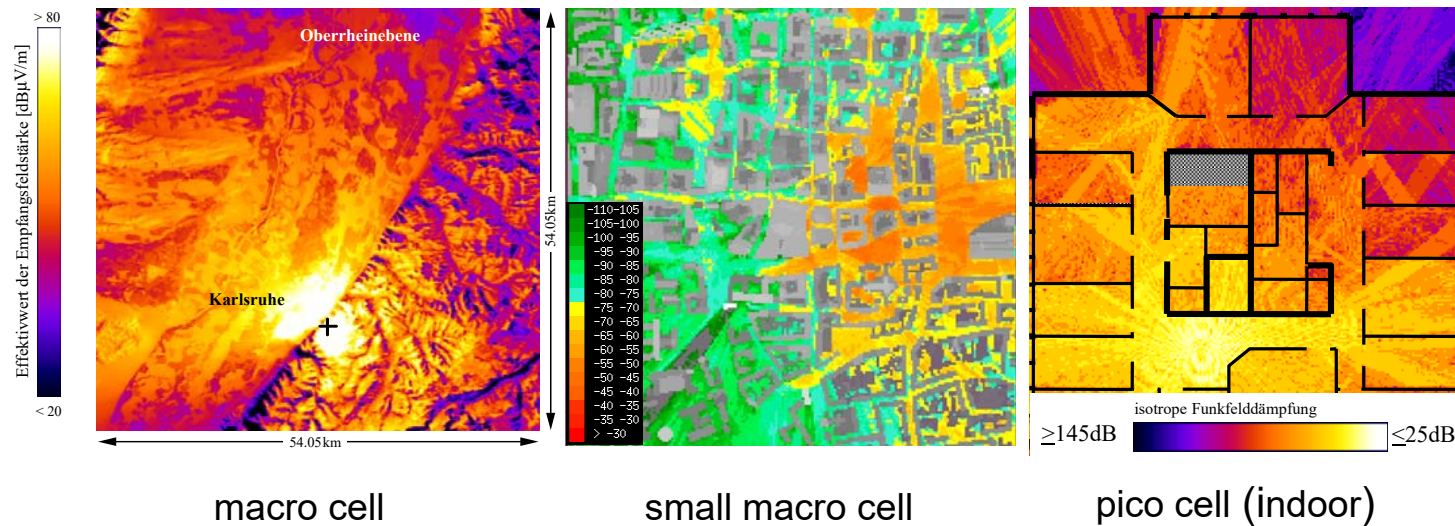 > 80
Effektivwert der Empfangsfeldstärke [dBµV/m]
< 20
Oberrheinebene
Karlsruhe
54.05km
54.05km
-110-105
-105-100
-100 -95
-95 -90
-90 -85
-85 -80
-80 -75
-75 -70
-70 -65
-65 -60
-60 -55
-55 -50
-50 -45
-45 -40
-40 -35
-35 -30
> -30
isotrope Funkfelddämpfung
≥145dB
≤25dB
macro cell
small macro cell
pico cell (indoor)